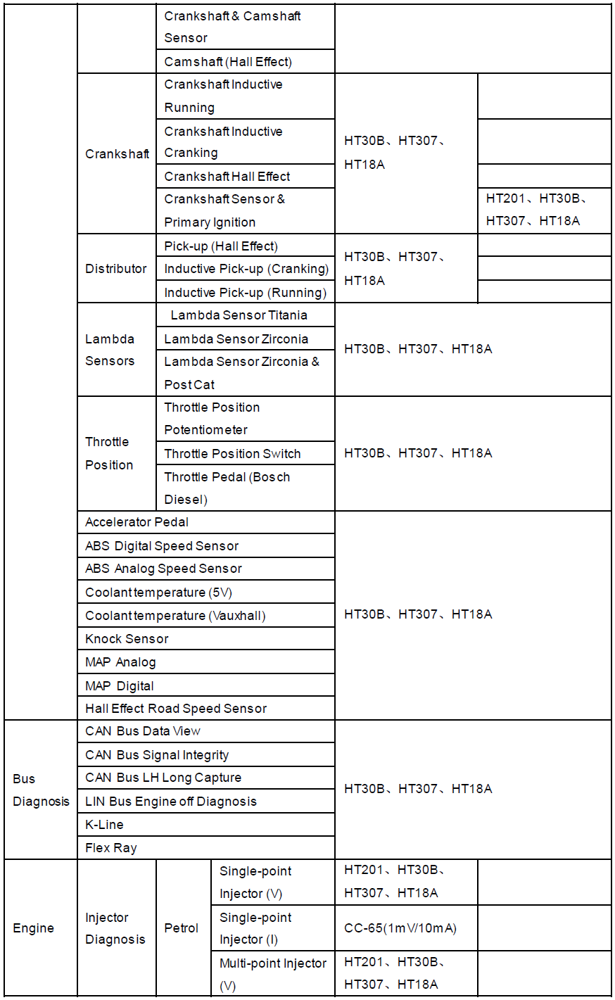 Crankshaft & Camshaft
Sensor
Camshaft (Hall Effect)
Crankshaft
Crankshaft Inductive
Running
Crankshaft Inductive
Cranking
Crankshaft Hall Effect
Crankshaft Sensor &
Primary Ignition
HT30B、HT307、
HT18A
HT201、HT30B、
HT307、HT18A
Distributor
Pick-up (Hall Effect)
Inductive Pick-up (Cranking)
Inductive Pick-up (Running)
HT30B、HT307、
HT18A
Lambda
Sensors
Lambda Sensor Titania
Lambda Sensor Zirconia
Lambda Sensor Zirconia &
Post Cat
HT30B、HT307、HT18A
Throttle
Position
Throttle Position
Potentiometer
Throttle Position Switch
Throttle Pedal (Bosch
Diesel)
HT30B、HT307、HT18A
Accelerator Pedal
ABS Digital Speed Sensor
ABS Analog Speed Sensor
Coolant temperature (5V)
Coolant temperature (Vauxhall)
Knock Sensor
MAP Analog
MAP Digital
Hall Effect Road Speed Sensor
HT30B、HT307、HT18A
Bus
Diagnosis
CAN Bus Data View
CAN Bus Signal Integrity
CAN Bus LH Long Capture
LIN Bus Engine off Diagnosis
K-Line
Flex Ray
HT30B、HT307、HT18A
Engine
Injector
Diagnosis
Petrol
Single-point
Injector (V)
HT201、HT30B、
HT307、HT18A
Single-point
Injector (I)
CC-65(1mV/10mA)
Multi-point Injector
(V)
HT201、HT30B、
HT307、HT18A